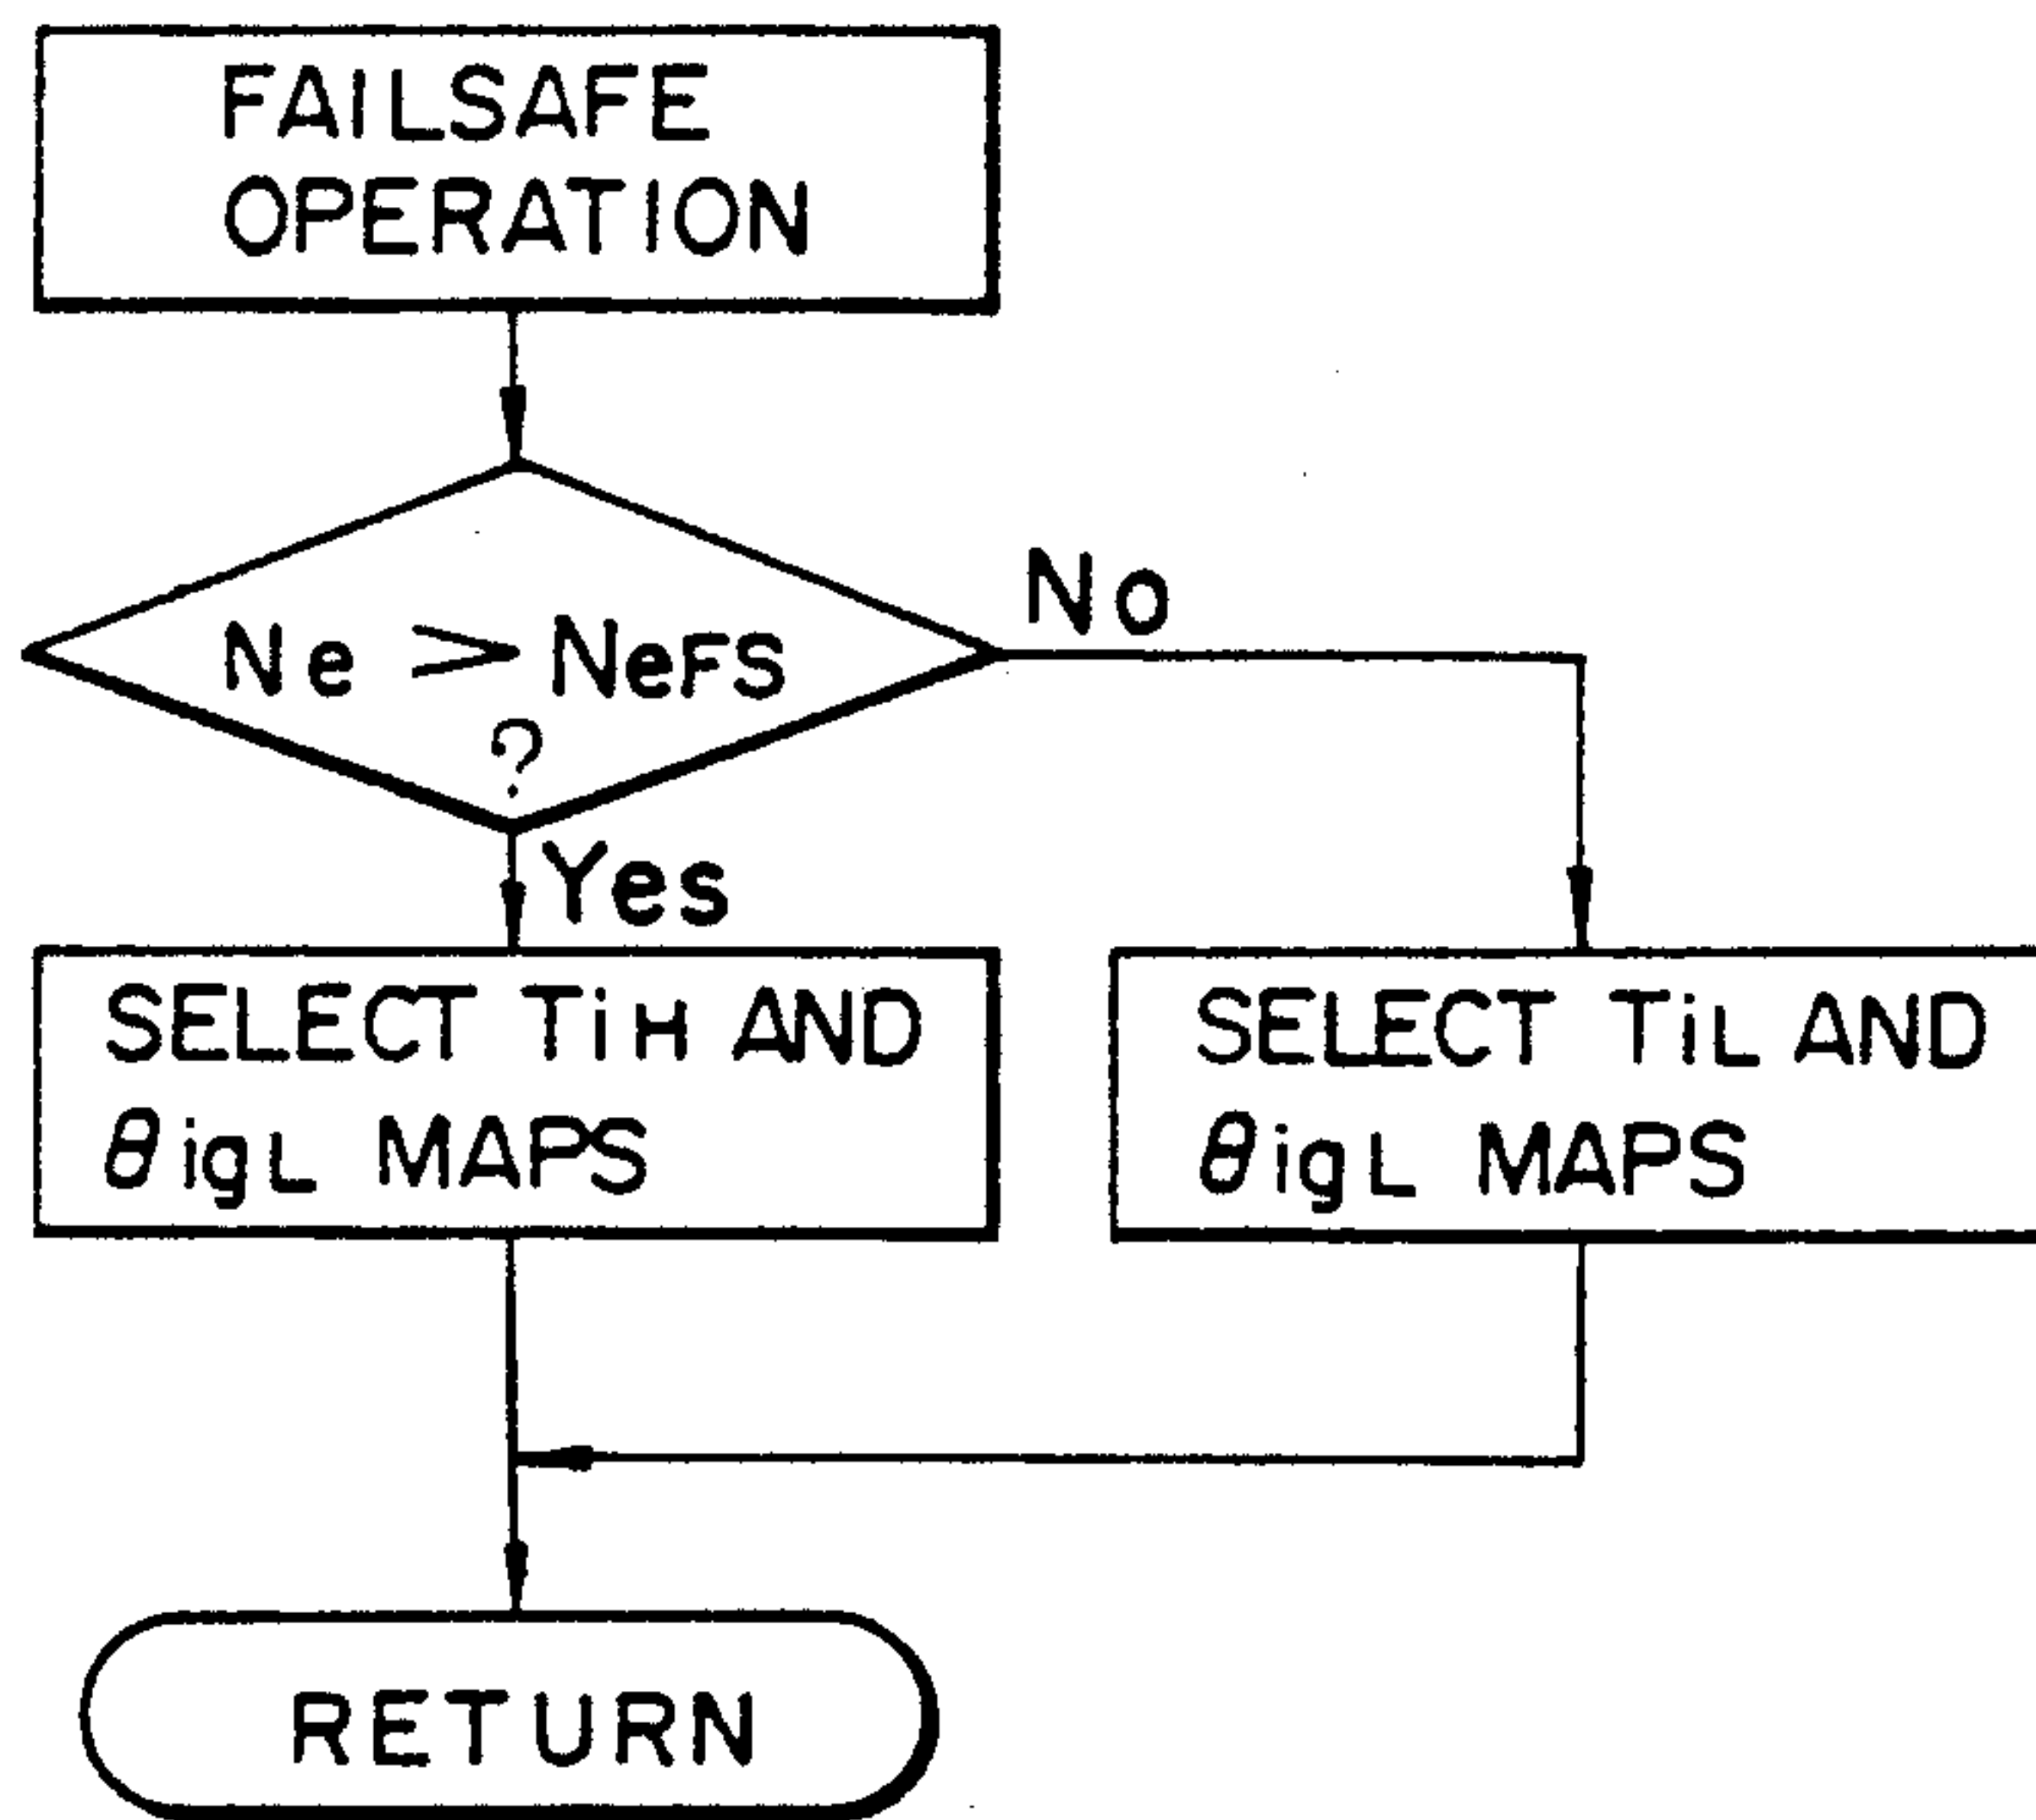 FAILSAFE
OPERATION
Ne > NeFS
?
No
Yes
SELECT TiH AND
θigL MAPS
SELECT TiL AND
θigL MAPS
RETURN